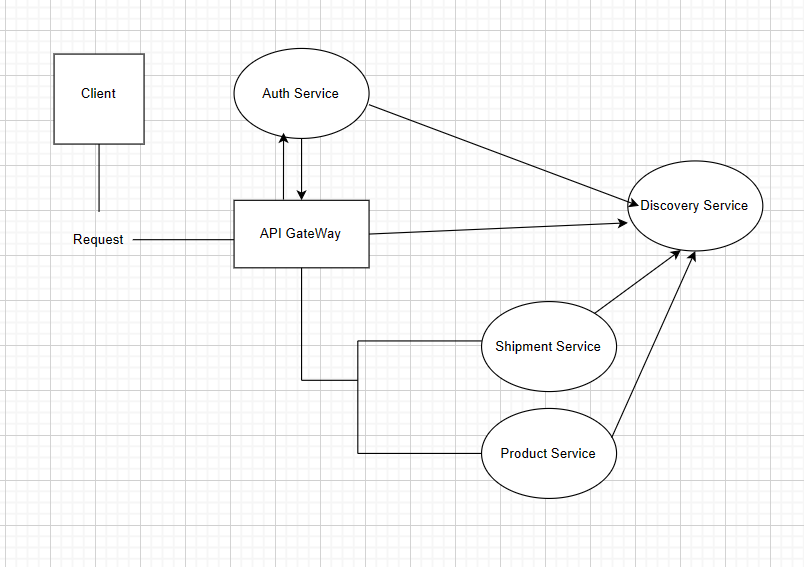 Client
Auth Service
Discovery Service
Request
API GateWay
Shipment Service
Product Service